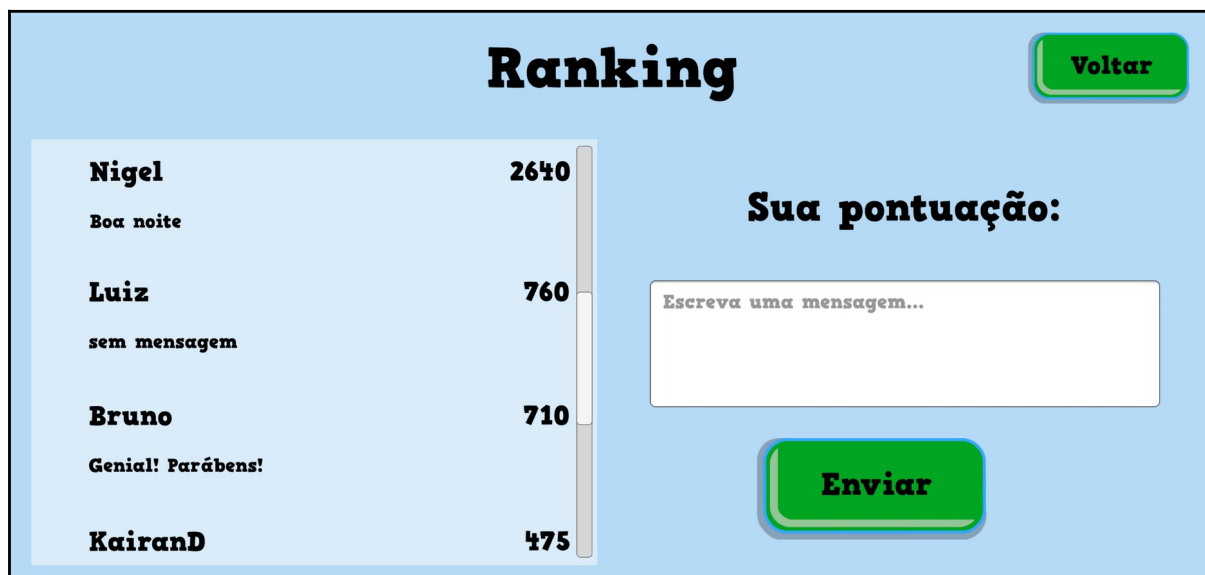 Ranking
Voltar
Nigel 2640
Boa noite
Luiz 760
sem mensagem
Bruno 710
Genial! Parábens!
KairanD 475
Sua pontuação:
Escreva uma mensagem...
Enviar